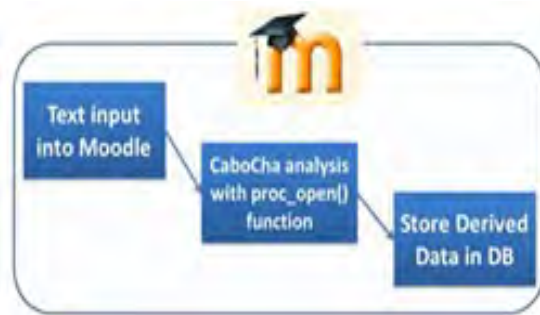 m
Text input
into Moodle
CaboCha analysis
with proc_open()
function
Store Derived
Data in DB